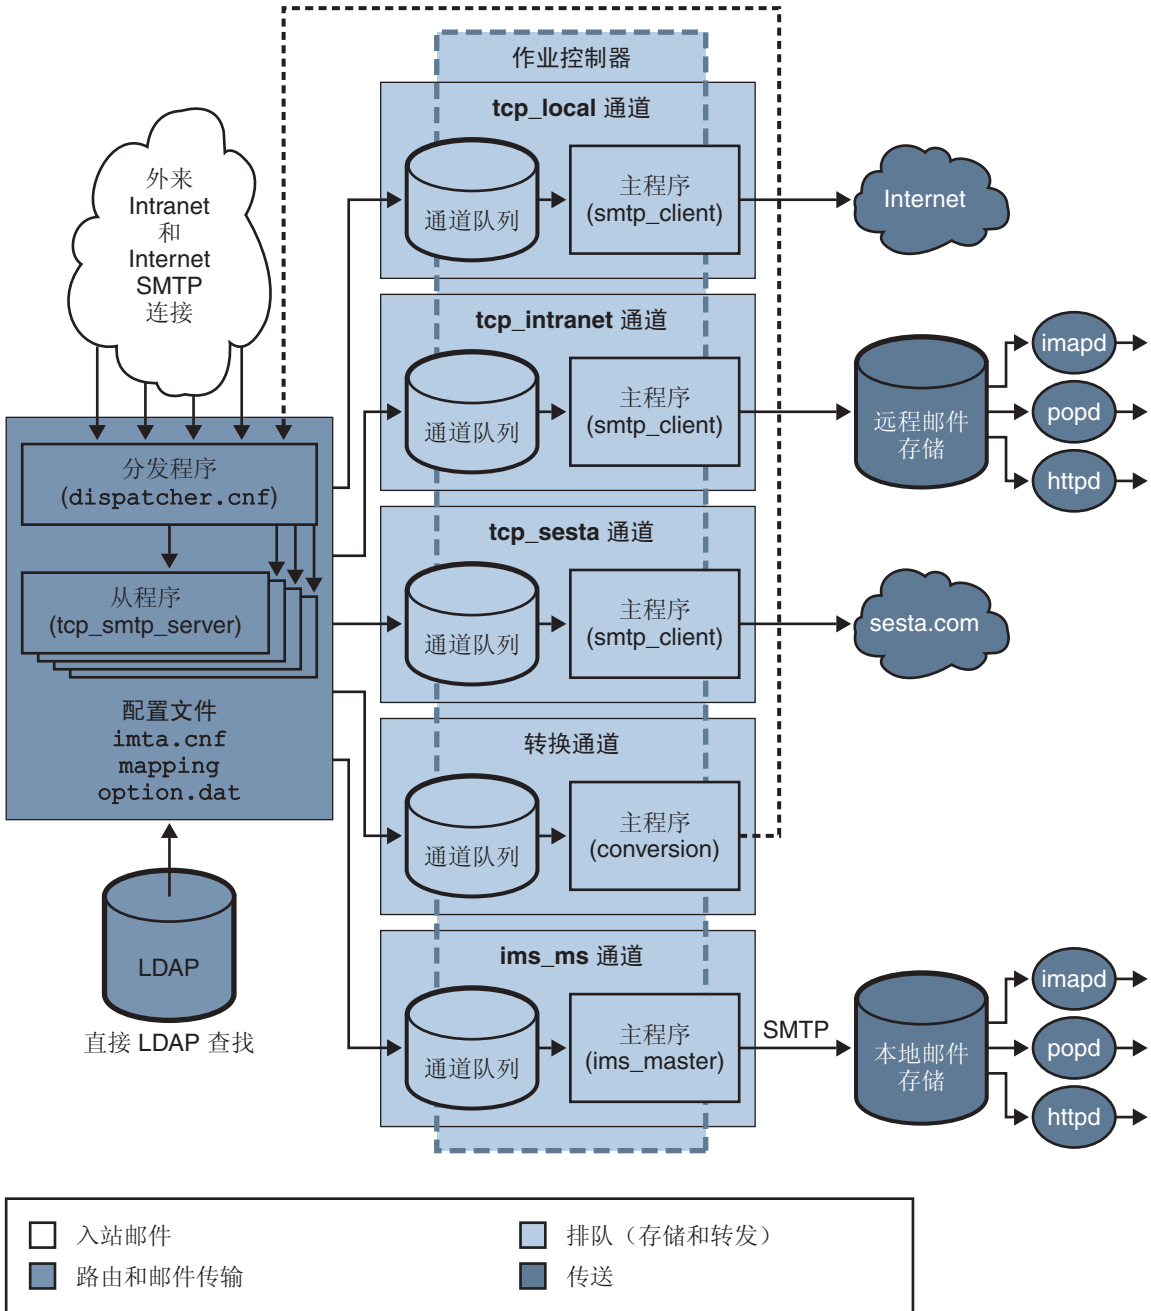 作业控制器
tcp_local 通道
外来
Intranet
和
Internet
SMTP
连接
通道队列
主程序
(smtp_client)
Internet
tcp_intranet 通道
通道队列
主程序
(smtp_client)
远程邮件
存储
imapd
popd
httpd
分发程序
(dispatcher.cnf)
从程序
(tcp_smtp_server)
配置文件
imta.cnf
mapping
option.dat
tcp_sesta 通道
通道队列
主程序
(smtp_client)
sesta.com
转换通道
通道队列
主程序
(conversion)
LDAP
直接 LDAP 查找
ims_ms 通道
通道队列
主程序
(ims_master)
SMTP
本地邮件
存储
imapd
popd
httpd
入站邮件
排队（存储和转发）
路由和邮件传输
传送